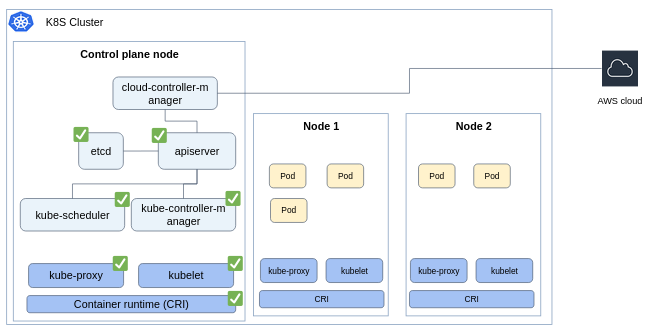 K8S Cluster
Control plane node
cloud-controller-m
anager
etcd
apiserver
kube-scheduler
kube-controller-m
anager
kube-proxy
kubelet
Container runtime (CRI)
Node 1
Pod
Pod
Pod
kube-proxy
kubelet
CRI
Node 2
Pod
Pod
kube-proxy
kubelet
CRI
AWS cloud